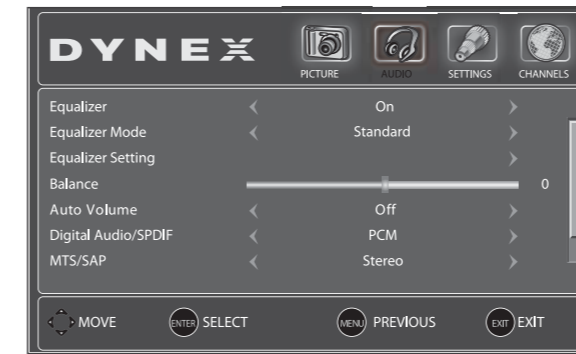 DYNEX
PICTURE AUDIO SETTINGS CHANNELS
Equalizer On
Equalizer Mode Standard
Equalizer Setting
Balance 0
Auto Volume Off
Digital Audio/SPDIF PCM
MTS/SAP Stereo
MOVE ENTER SELECT MENU PREVIOUS EXIT EXIT